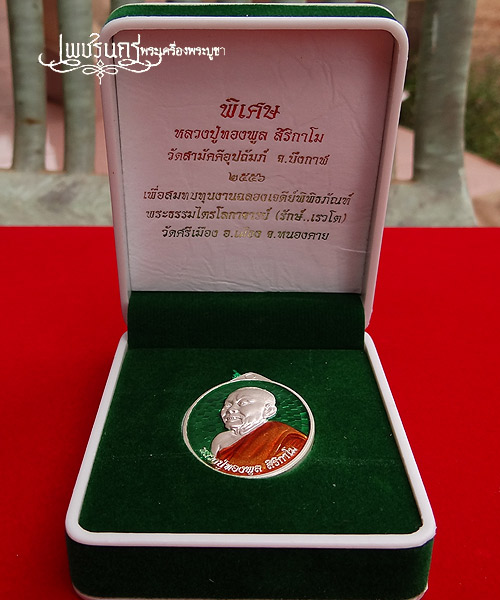 เพชรินทร์พระเครื่องพระบูชา
พิเศษ
หลวงปู่ทองพูล สิริกาโม
วัดสามัคคีอุปถัมภ์ จ.บึงกาฬ
๒๕๕๖
เพื่อสมทบทุนงานฉลองเจดีย์พิพิธภัณฑ์
พระธรรมไตรโลกาจารย์ (รักษ์..เรวโต)
วัดศรีเมือง อ.เมือง จ.หนองคาย
หลวงปู่ทองพูล สิริกาโม